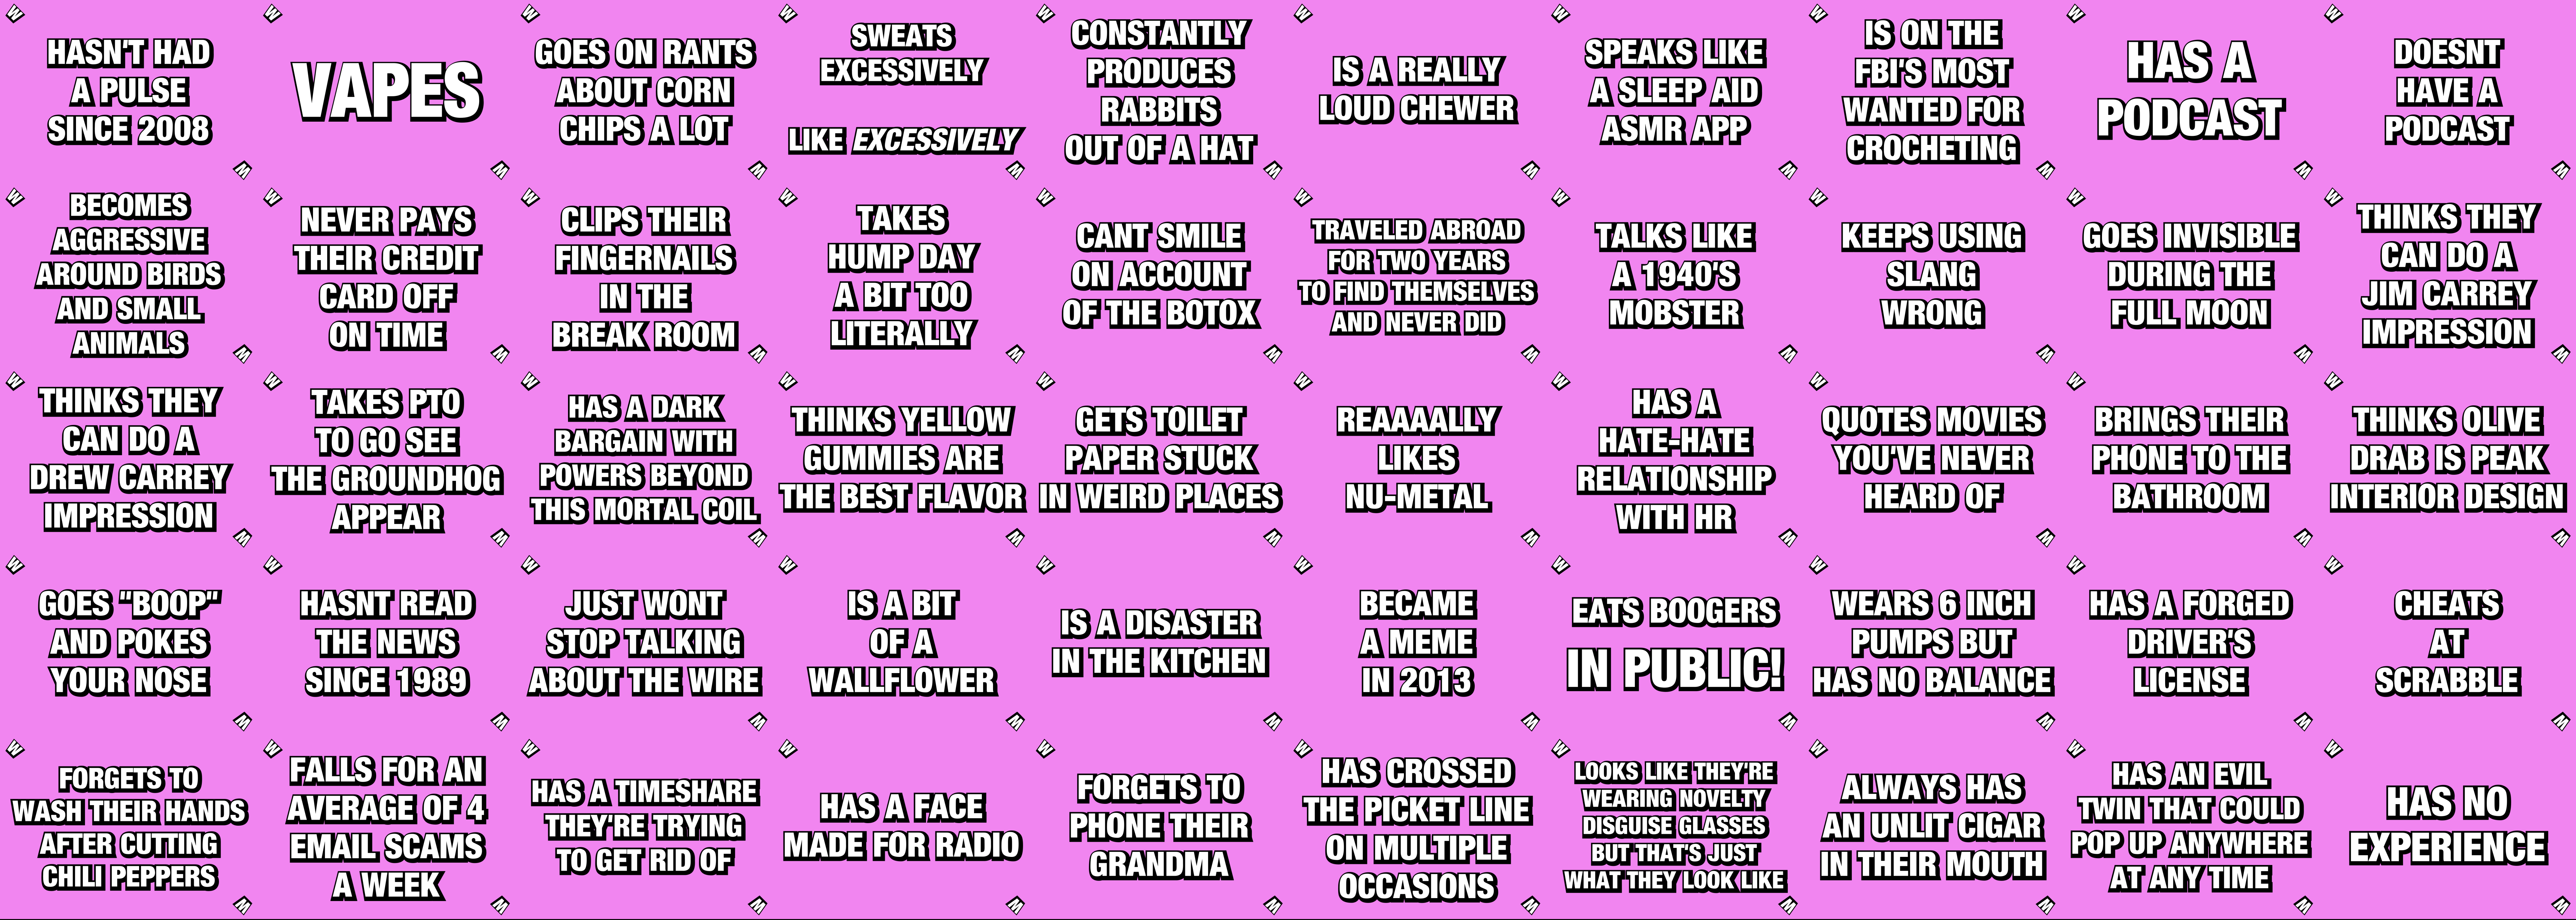 HASN'T HAD
A PULSE
SINCE 2008
VAPES
GOES ON RANTS
ABOUT CORN
CHIPS A LOT
SWEATS
EXCESSIVELY
LIKE EXCESSIVELY
CONSTANTLY
PRODUCES
RABBITS
OUT OF A HAT
IS A REALLY
LOUD CHEWER
SPEAKS LIKE
A SLEEP AID
ASMR APP
IS ON THE
FBI'S MOST
WANTED FOR
CROCHETING
HAS A
PODCAST
DOESNT
HAVE A
PODCAST
BECOMES
AGGRESSIVE
AROUND BIRDS
AND SMALL
ANIMALS
NEVER PAYS
THEIR CREDIT
CARD OFF
ON TIME
CLIPS THEIR
FINGERNAILS
IN THE
BREAK ROOM
TAKES
HUMP DAY
A BIT TOO
LITERALLY
CANT SMILE
ON ACCOUNT
OF THE BOTOX
TRAVELED ABROAD
FOR TWO YEARS
TO FIND THEMSELVES
AND NEVER DID
TALKS LIKE
A 1940'S
MOBSTER
KEEPS USING
SLANG
WRONG
GOES INVISIBLE
DURING THE
FULL MOON
THINKS THEY
CAN DO A
JIM CARREY
IMPRESSION
THINKS THEY
CAN DO A
DREW CARREY
IMPRESSION
TAKES PTO
TO GO SEE
THE GROUNDHOG
APPEAR
HAS A DARK
BARGAIN WITH
POWERS BEYOND
THIS MORTAL COIL
THINKS YELLOW
GUMMIES ARE
THE BEST FLAVOR
GETS TOILET
PAPER STUCK
IN WEIRD PLACES
REAAAALLY
LIKES
NU-METAL
HAS A
HATE-HATE
RELATIONSHIP
WITH HR
QUOTES MOVIES
YOU'VE NEVER
HEARD OF
BRINGS THEIR
PHONE TO THE
BATHROOM
THINKS OLIVE
DRAB IS PEAK
INTERIOR DESIGN
GOES "BOOP"
AND POKES
YOUR NOSE
HASNT READ
THE NEWS
SINCE 1989
JUST WONT
STOP TALKING
ABOUT THE WIRE
IS A BIT
OF A
WALLFLOWER
IS A DISASTER
IN THE KITCHEN
BECAME
A MEME
IN 2013
EATS BOOGERS
IN PUBLIC!
WEARS 6 INCH
PUMPS BUT
HAS NO BALANCE
HAS A FORGED
DRIVER'S
LICENSE
CHEATS
AT
SCRABBLE
FORGETS TO
WASH THEIR HANDS
AFTER CUTTING
CHILI PEPPERS
FALLS FOR AN
AVERAGE OF 4
EMAIL SCAMS
A WEEK
HAS A TIMESHARE
THEY'RE TRYING
TO GET RID OF
HAS A FACE
MADE FOR RADIO
FORGETS TO
PHONE THEIR
GRANDMA
HAS CROSSED
THE PICKET LINE
ON MULTIPLE
OCCASIONS
LOOKS LIKE THEY'RE
WEARING NOVELTY
DISGUISE GLASSES
BUT THAT'S JUST
WHAT THEY LOOK LIKE
ALWAYS HAS
AN UNLIT CIGAR
IN THEIR MOUTH
HAS AN EVIL
TWIN THAT COULD
POP UP ANYWHERE
AT ANY TIME
HAS NO
EXPERIENCE